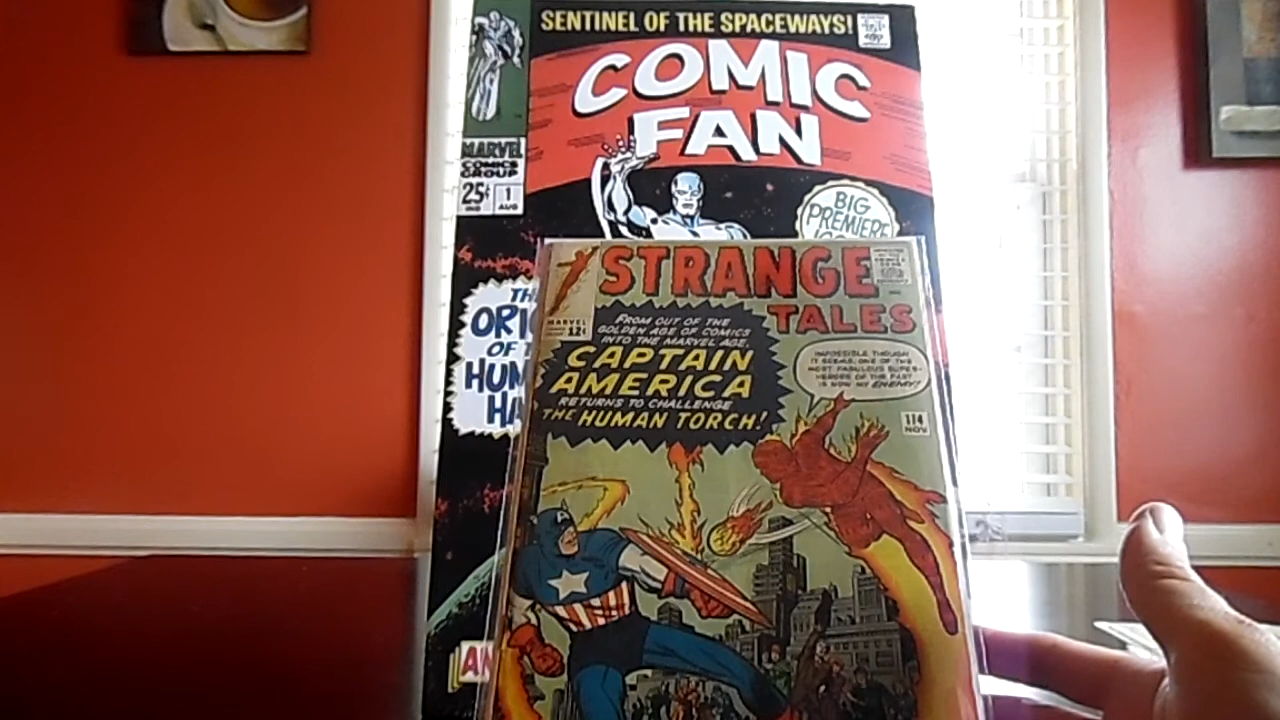 SENTINEL OF THE SPACEWAYS!
COMIC
FAN
MARVEL
COMICS
GROUP
25¢
IND
1
AUG
BIG
PREMIERE
TH
ORI
OF
HUM
HA
AN
STRANGE
TALES
MARVEL
12¢
FROM OUT OF THE
GOLDEN AGE OF COMICS
INTO THE MARVEL AGE,
CAPTAIN
AMERICA
RETURNS TO CHALLENGE
THE HUMAN TORCH!
IMPOSSIBLE THOUGH
IT SEEMS, ONE OF THE
MOST FABULOUS SUPER-
HEROES OF THE PAST
IS NOW MY ENEMY!
114
NOV